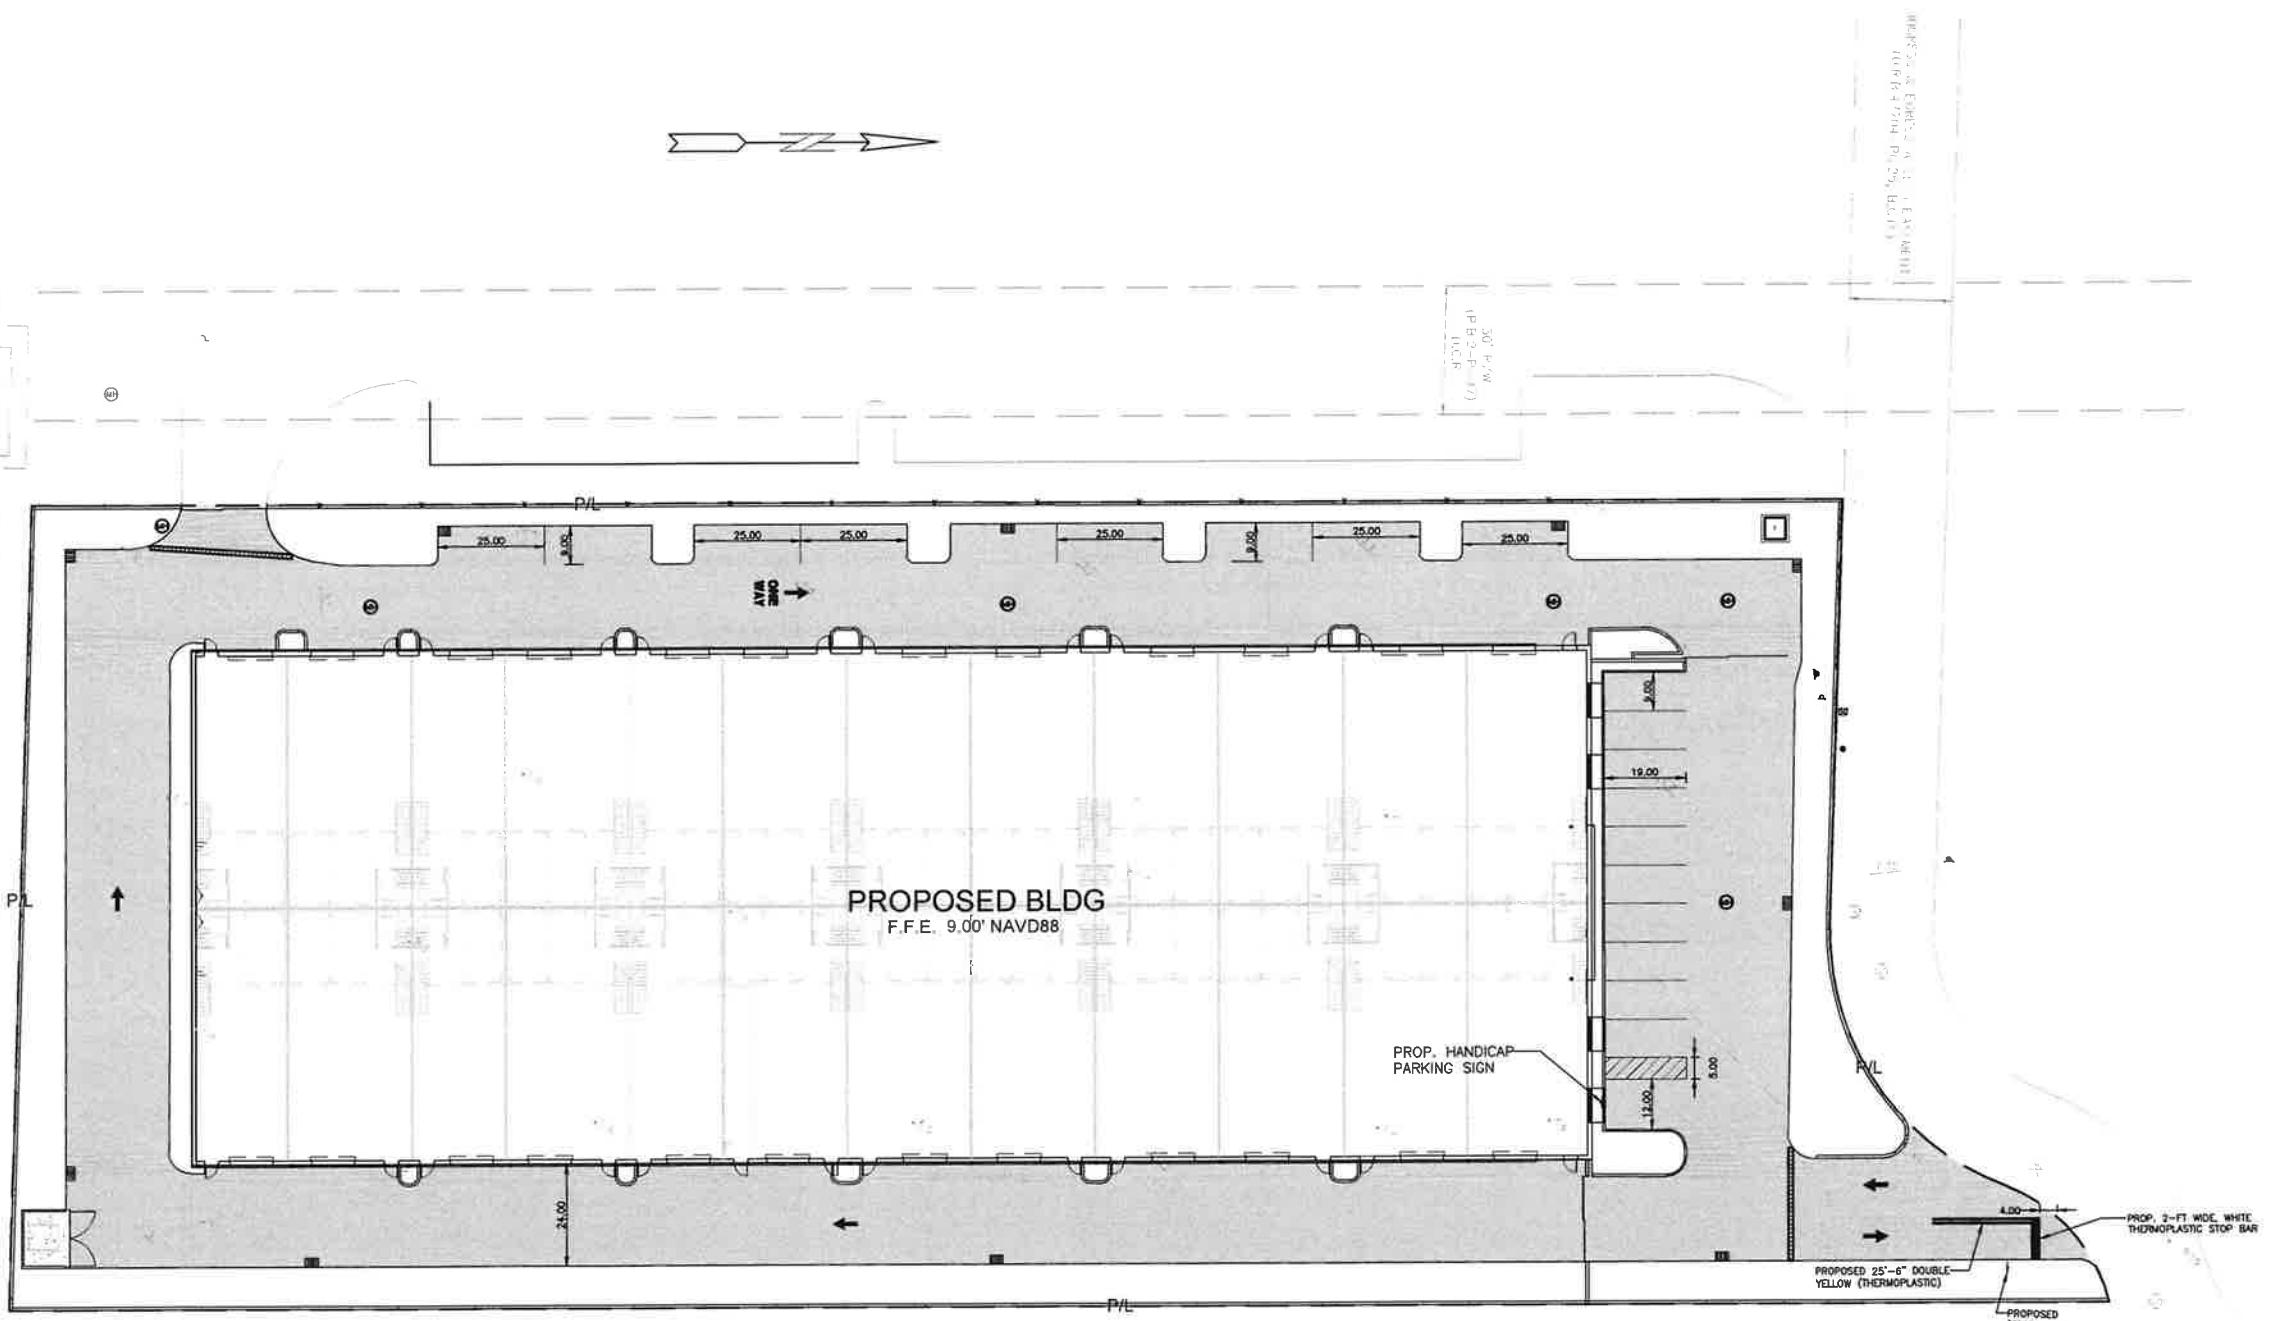 30' R/W
P/L
25.00
9.00
25.00
25.00
25.00
9.00
25.00
25.00
ONE
WAY
9.00
19.00
P/L
PROPOSED BLDG
F.F.E. 9.00' NAVD88
PROP. HANDICAP
PARKING SIGN
5.00
P/L
12.00
24.00
4.00
PROP. 2-FT WIDE, WHITE
THERMOPLASTIC STOP BAR
PROPOSED 25'-6" DOUBLE
YELLOW (THERMOPLASTIC)
P/L
PROPOSED